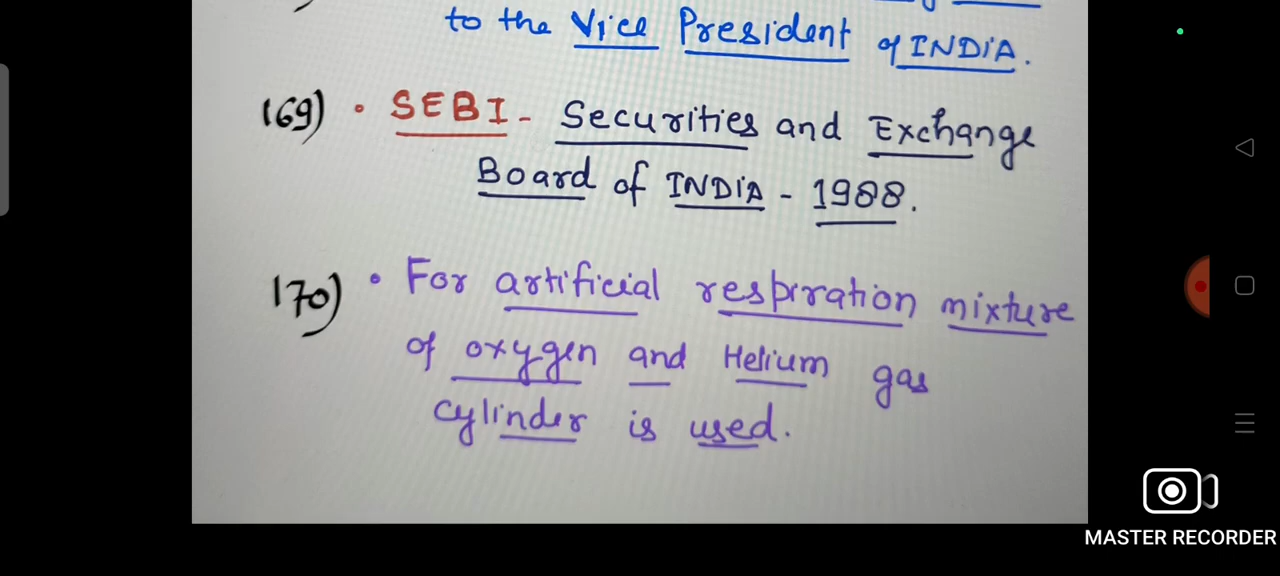 to the Vice President of INDIA.
169) • SEBI - Securities and Exchange
Board of INDIA - 1988.
170) • For artificial respiration mixture
of oxygen and Helium gas
cylinder is used.
MASTER RECORDER